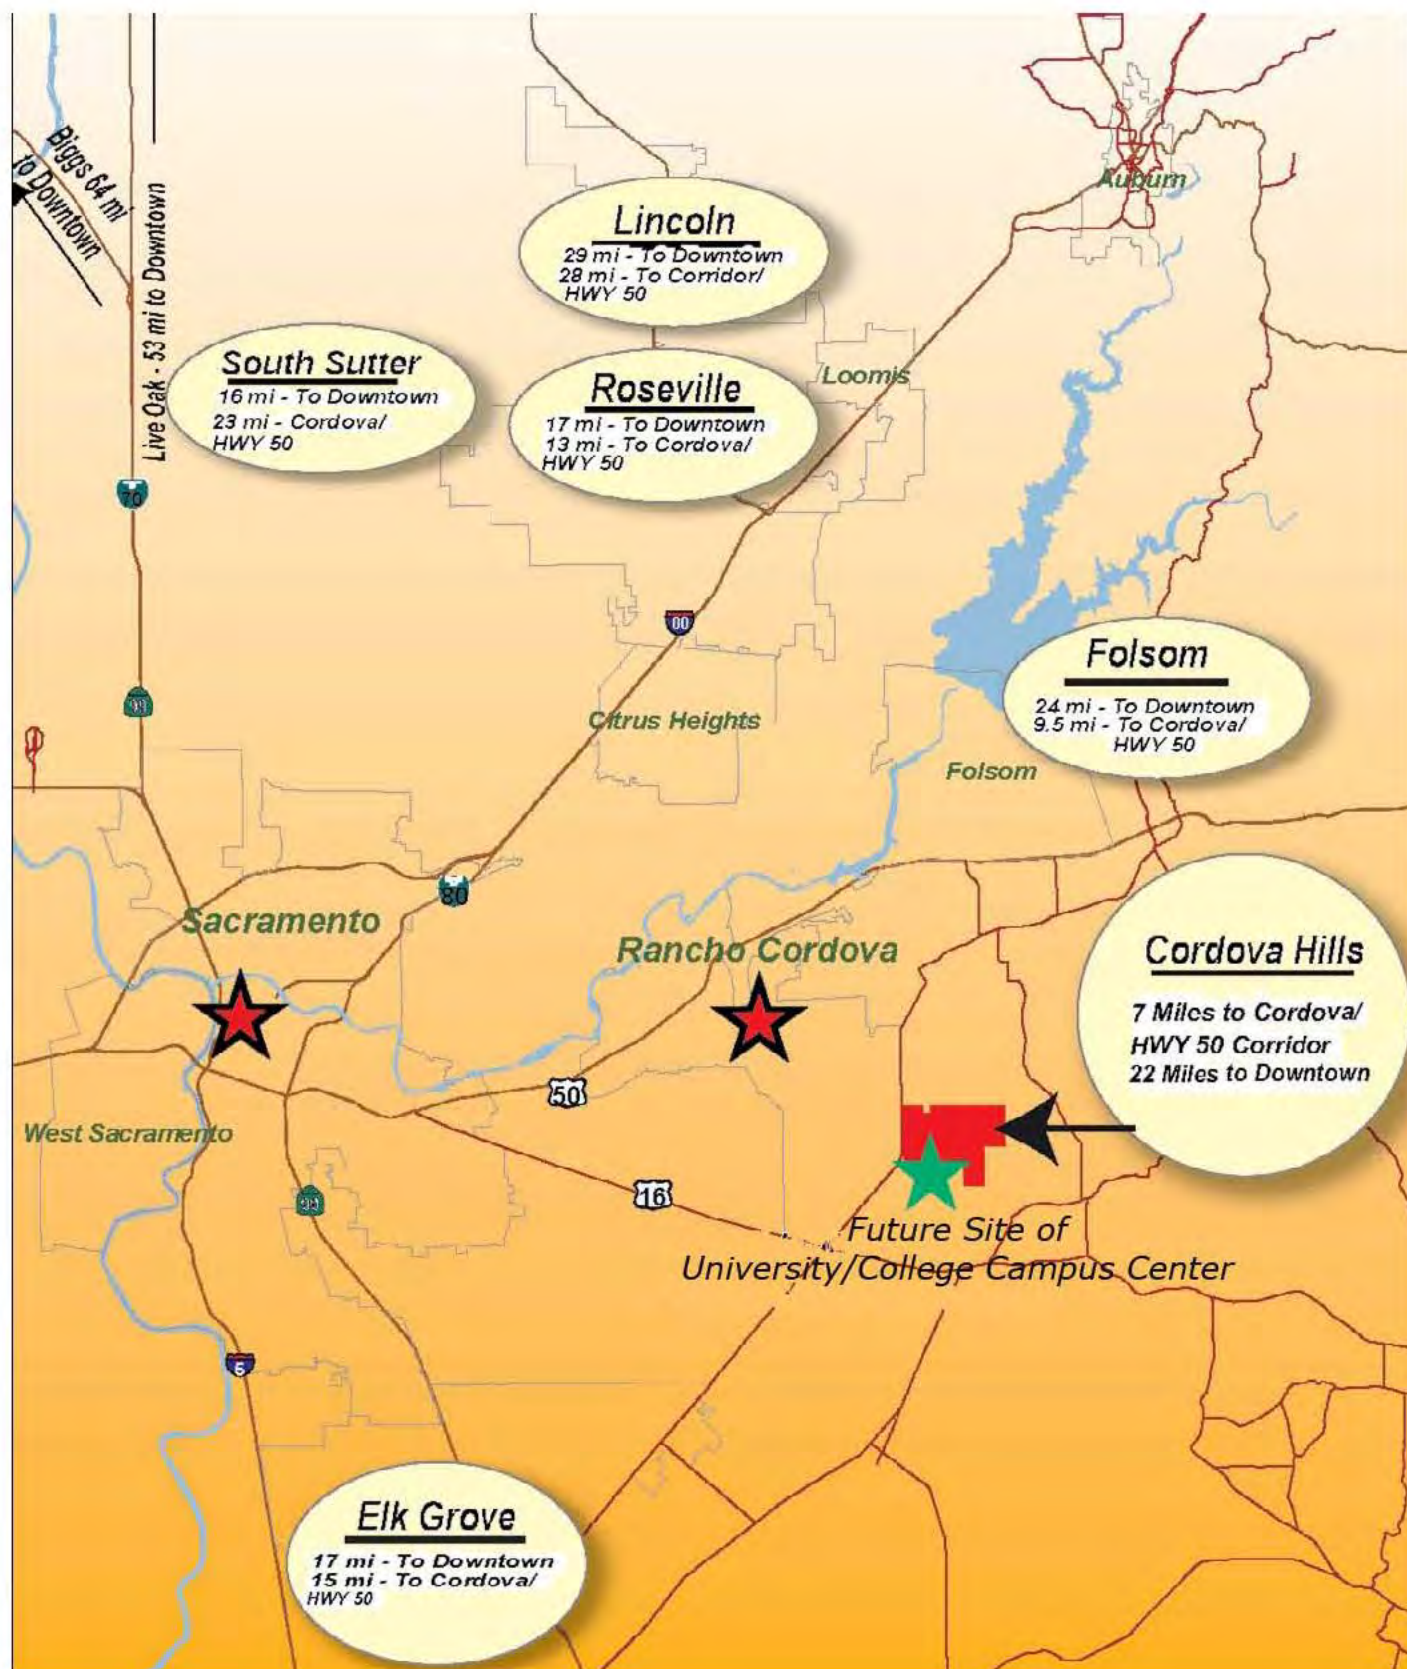 Biggs 64 mi
to Downtown
Live Oak - 53 mi to Downtown
Auburn
Lincoln
29 mi - To Downtown
28 mi - To Corridor/
HWY 50
South Sutter
16 mi - To Downtown
23 mi - Cordova/
HWY 50
Roseville
17 mi - To Downtown
13 mi - To Cordova/
HWY 50
Loomis
70
Folsom
24 mi - To Downtown
9.5 mi - To Cordova/
HWY 50
99
Citrus Heights
Folsom
80
Sacramento
Rancho Cordova
Cordova Hills
7 Miles to Cordova/
HWY 50 Corridor
22 Miles to Downtown
50
West Sacramento
16
99
Future Site of
University/College Campus Center
5
Elk Grove
17 mi - To Downtown
15 mi - To Cordova/
HWY 50